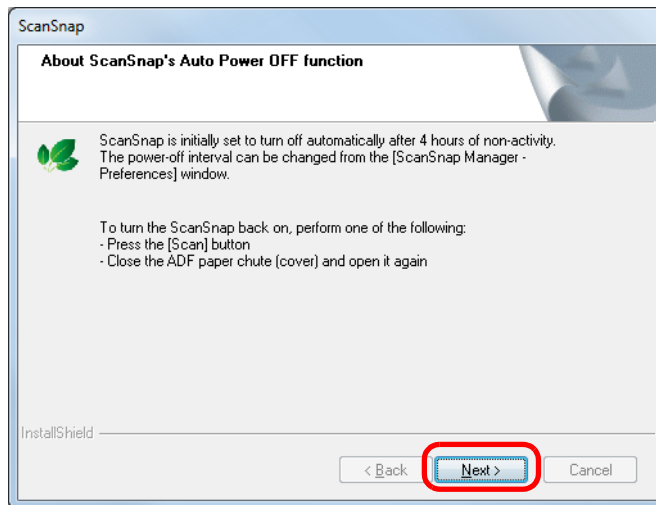 ScanSnap
About ScanSnap's Auto Power OFF function
ScanSnap is initially set to turn off automatically after 4 hours of non-activity.
The power-off interval can be changed from the [ScanSnap Manager -
Preferences] window.
To turn the ScanSnap back on, perform one of the following:
- Press the [Scan] button
- Close the ADF paper chute (cover) and open it again
InstallShield
< Back
Next >
Cancel